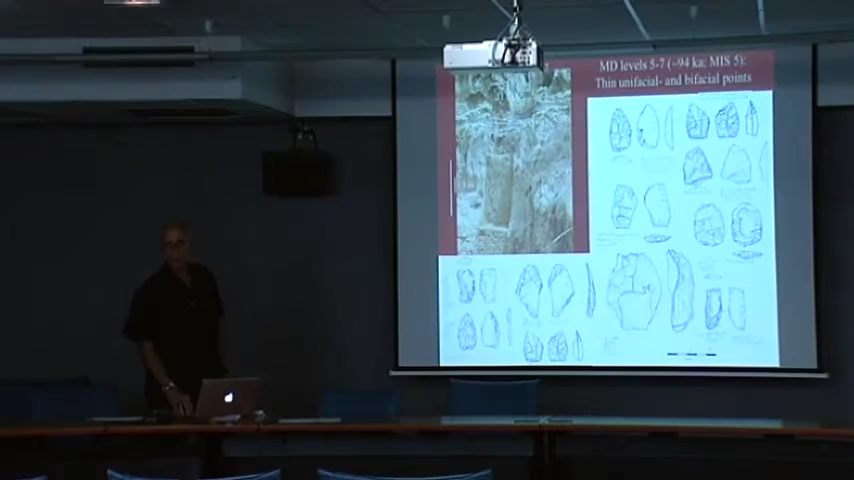 MD levels 5-7 (~94 ka; MIS 5):
Thin unifacial- and bifacial points